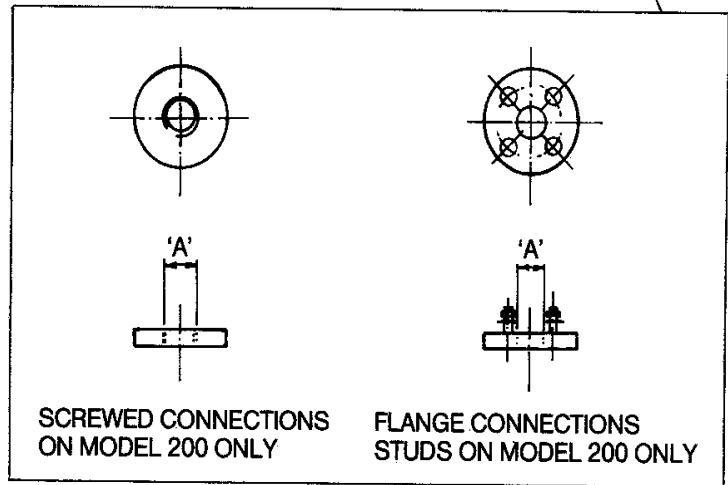 'A'
'A'
SCREWED CONNECTIONS
ON MODEL 200 ONLY
FLANGE CONNECTIONS
STUDS ON MODEL 200 ONLY